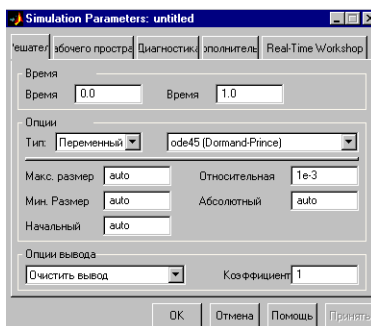 Simulation Parameters: untitled
ешател абочего простра Диагностика ополнитель Real-Time Workshop
Время
Время 0.0 Время 1.0
Опции
Тип: Переменный ode45 (Dormand-Prince)
Макс. размер auto Относительная 1e-3
Мин. Размер auto Абсолютный auto
Начальный auto
Опции вывода
Очистить вывод Коэффициент 1
OK Отмена Помощь Принять